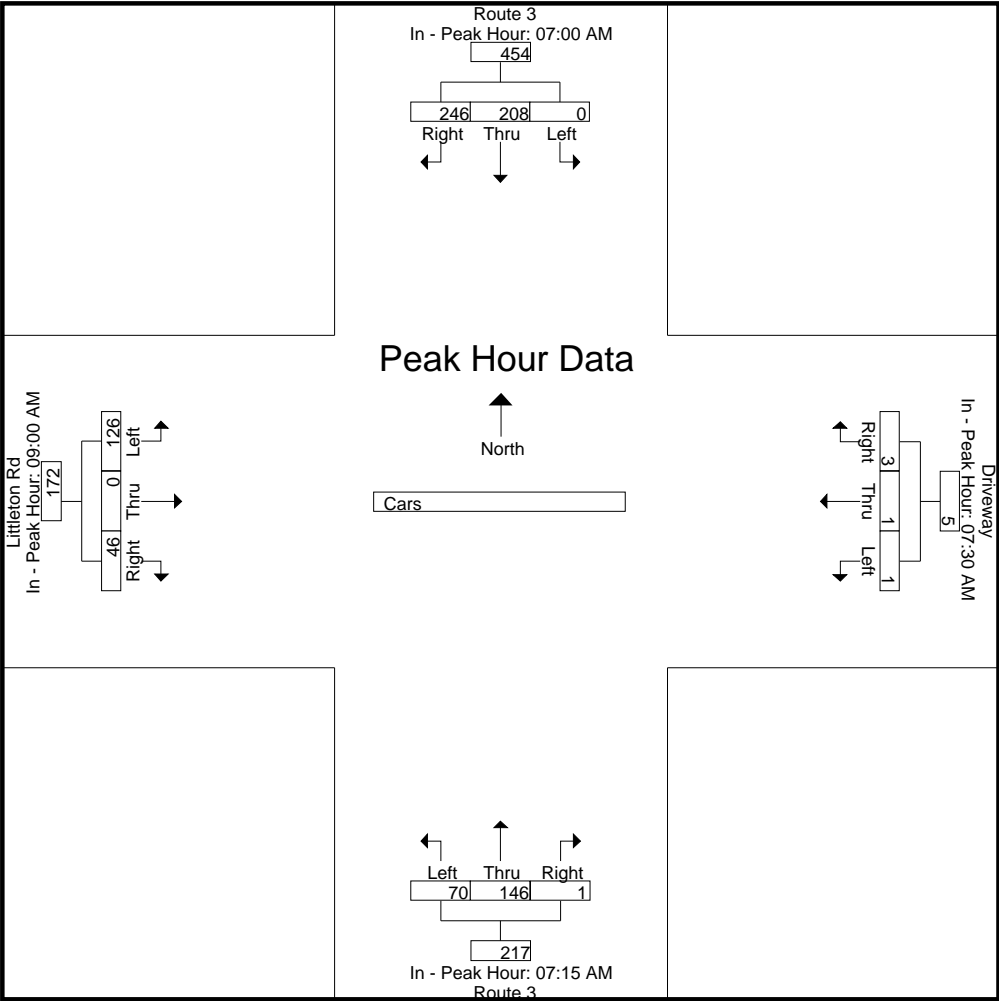 Route 3
In - Peak Hour: 07:00 AM
454
246 208 0
Right Thru Left
Peak Hour Data
North
Cars
Littleton Rd
In - Peak Hour: 09:00 AM
172
126 0 46
Left Thru Right
Driveway
In - Peak Hour: 07:30 AM
5
3 1 1
Right Thru Left
Left Thru Right
70 146 1
217
In - Peak Hour: 07:15 AM
Route 3